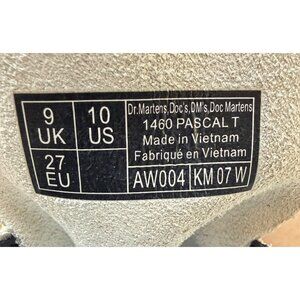 9 UK
10 US
27 EU
Dr.Martens,Doc's,DM's,Doc Martens
1460 PASCAL T
Made in Vietnam
Fabriqué en Vietnam
AW004
KM 07 W